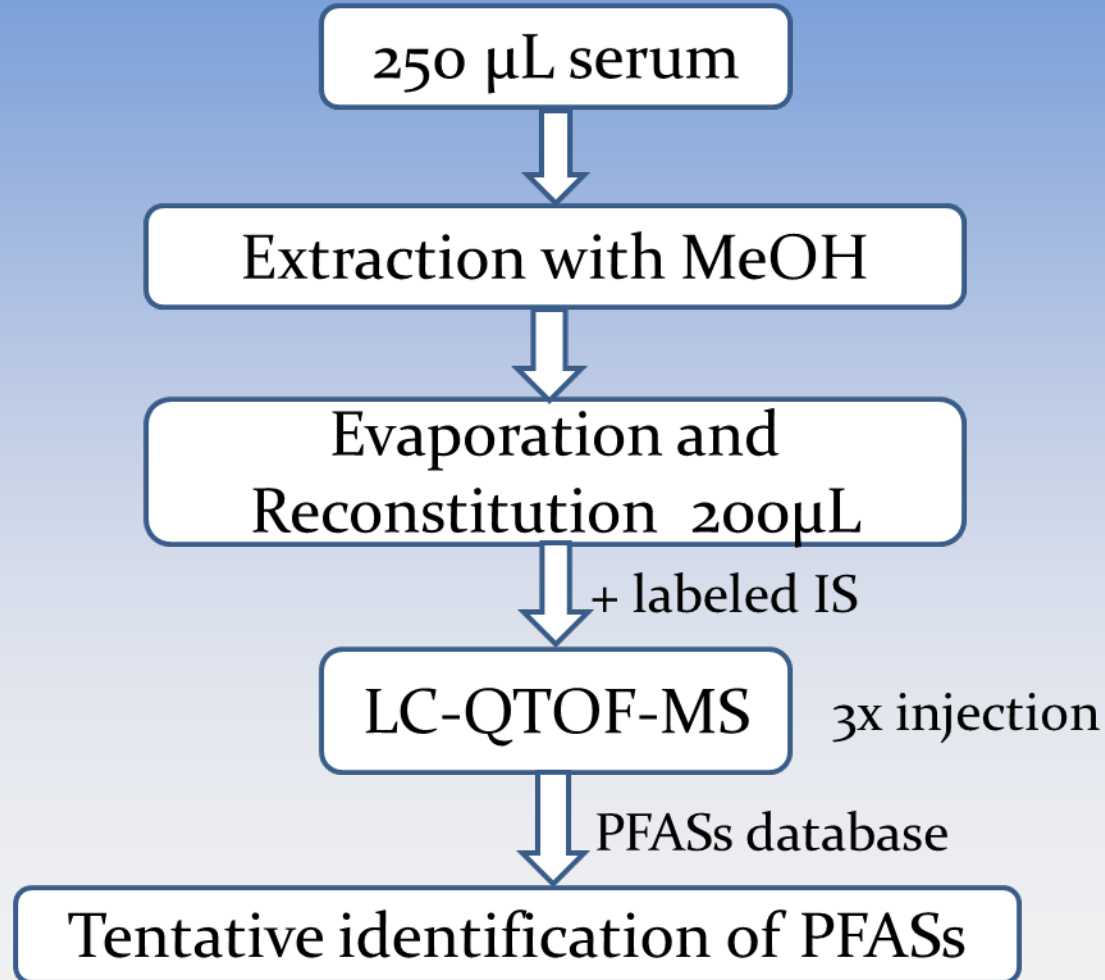 250 μL serum
Extraction with MeOH
Evaporation and
Reconstitution 200μL
+ labeled IS
LC-QTOF-MS
3x injection
PFASs database
Tentative identification of PFASs